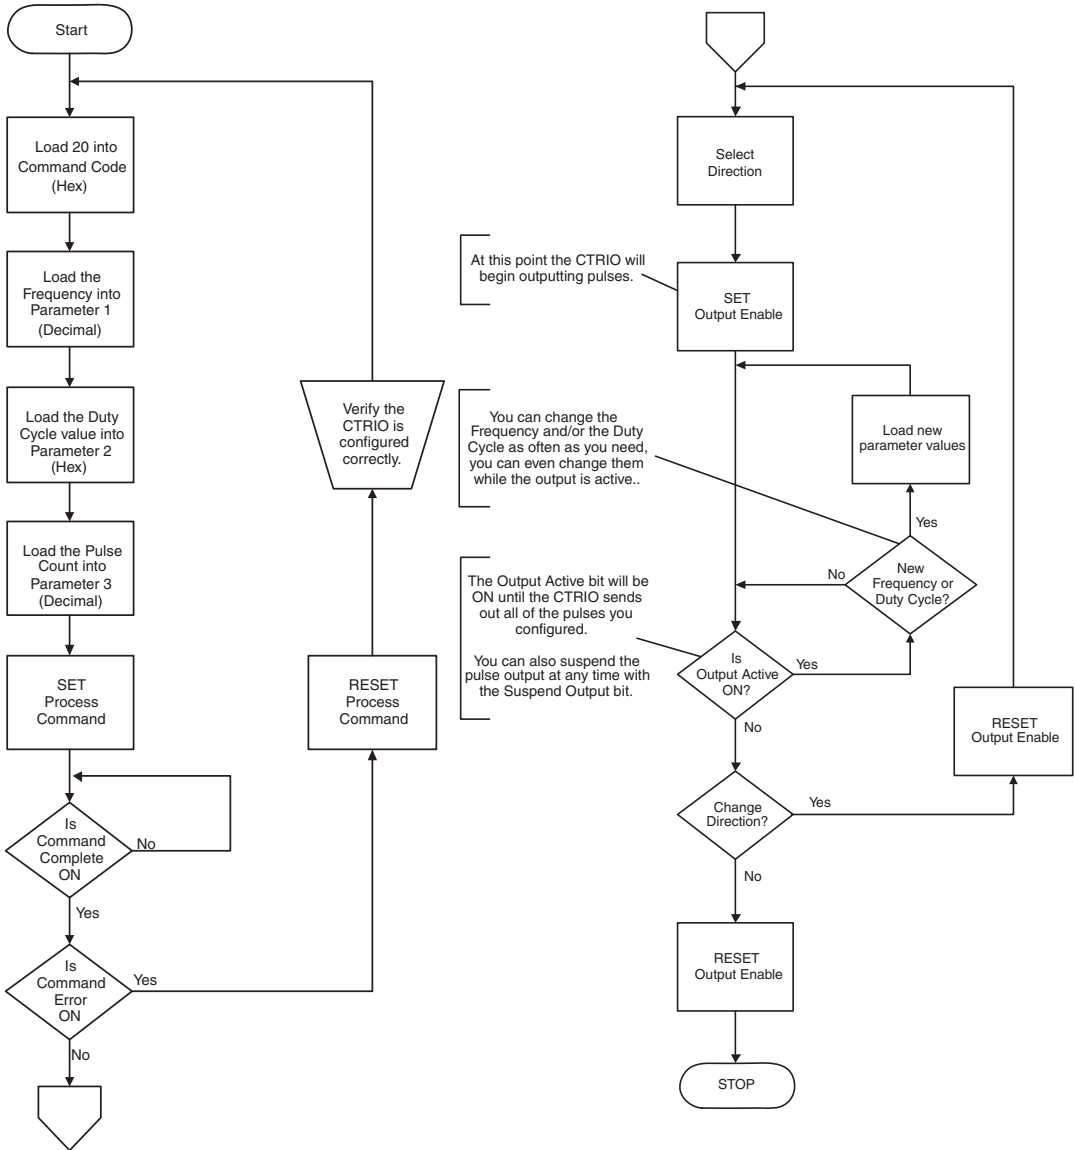 Start
Load 20 into
Command Code
(Hex)
Load the
Frequency into
Parameter 1
(Decimal)
Load the Duty
Cycle value into
Parameter 2
(Hex)
Load the Pulse
Count into
Parameter 3
(Decimal)
SET
Process
Command
Is
Command
Complete
ON
No
Yes
Is
Command
Error
ON
Yes
No
Verify the
CTRIO is
configured
correctly.
RESET
Process
Command
Select
Direction
At this point the CTRIO will
begin outputting pulses.
SET
Output Enable
You can change the
Frequency and/or the Duty
Cycle as often as you need,
you can even change them
while the output is active..
Load new
parameter values
Yes
New
Frequency or
Duty Cycle?
No
The Output Active bit will be
ON until the CTRIO sends
out all of the pulses you
configured.
You can also suspend the
pulse output at any time with
the Suspend Output bit.
Is
Output Active
ON?
Yes
No
RESET
Output Enable
Change
Direction?
Yes
No
RESET
Output Enable
STOP